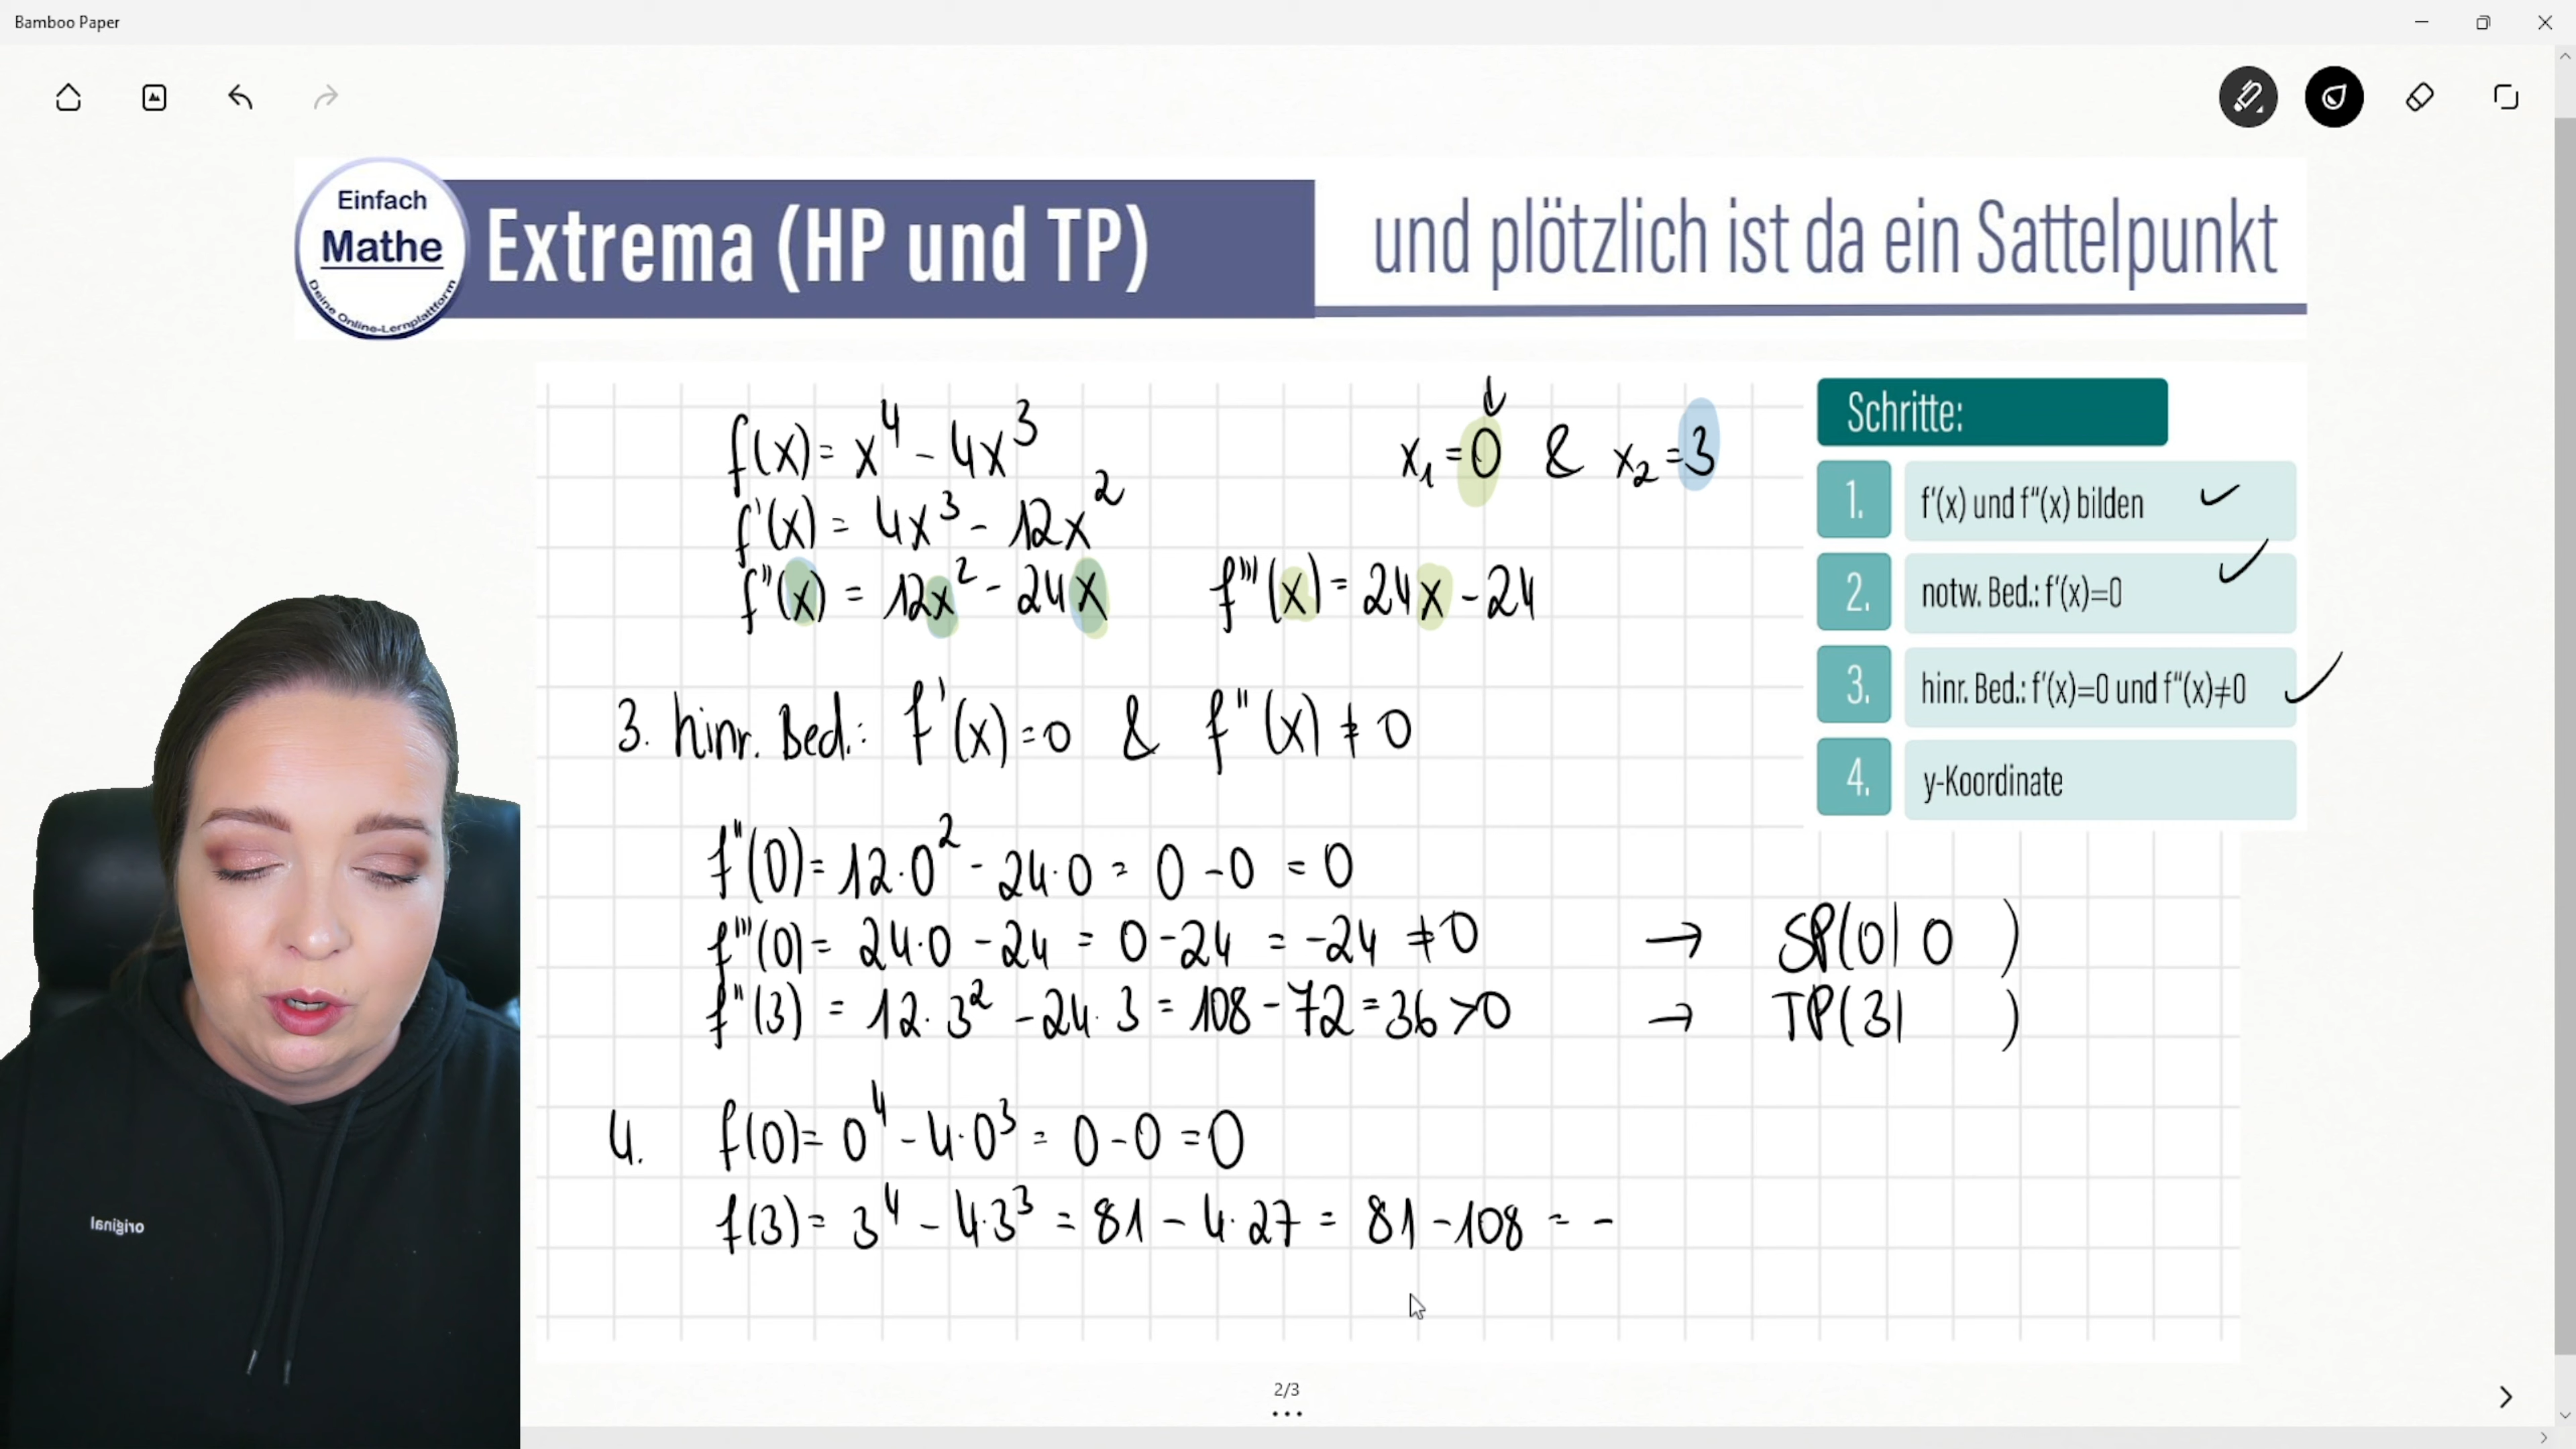 Bamboo Paper
Einfach
Mathe
Deine Online-Lernplattform
Extrema (HP und TP)
und plötzlich ist da ein Sattelpunkt
f(x) = x⁴ - 4x³
x₁ = 0 & x₂ = 3
f'(x) = 4x³ - 12x²
f''(x) = 12x² - 24x
f'''(x) = 24x - 24
Schritte:
1. f'(x) und f"(x) bilden
2. notw. Bed.: f'(x)=0
3. hinr. Bed.: f'(x)=0 und f"(x)≠0
4. y-Koordinate
3. hinr. Bed.: f'(x) = 0 & f''(x) ≠ 0
f''(0) = 12·0² - 24·0 = 0 - 0 = 0
f'''(0) = 24·0 - 24 = 0 - 24 = -24 ≠ 0 → SP(0| 0 )
f''(3) = 12·3² - 24·3 = 108 - 72 = 36 > 0 → TP(3| )
4. f(0) = 0⁴ - 4·0³ = 0 - 0 = 0
f(3) = 3⁴ - 4·3³ = 81 - 4·27 = 81 - 108 = -
original
2/3